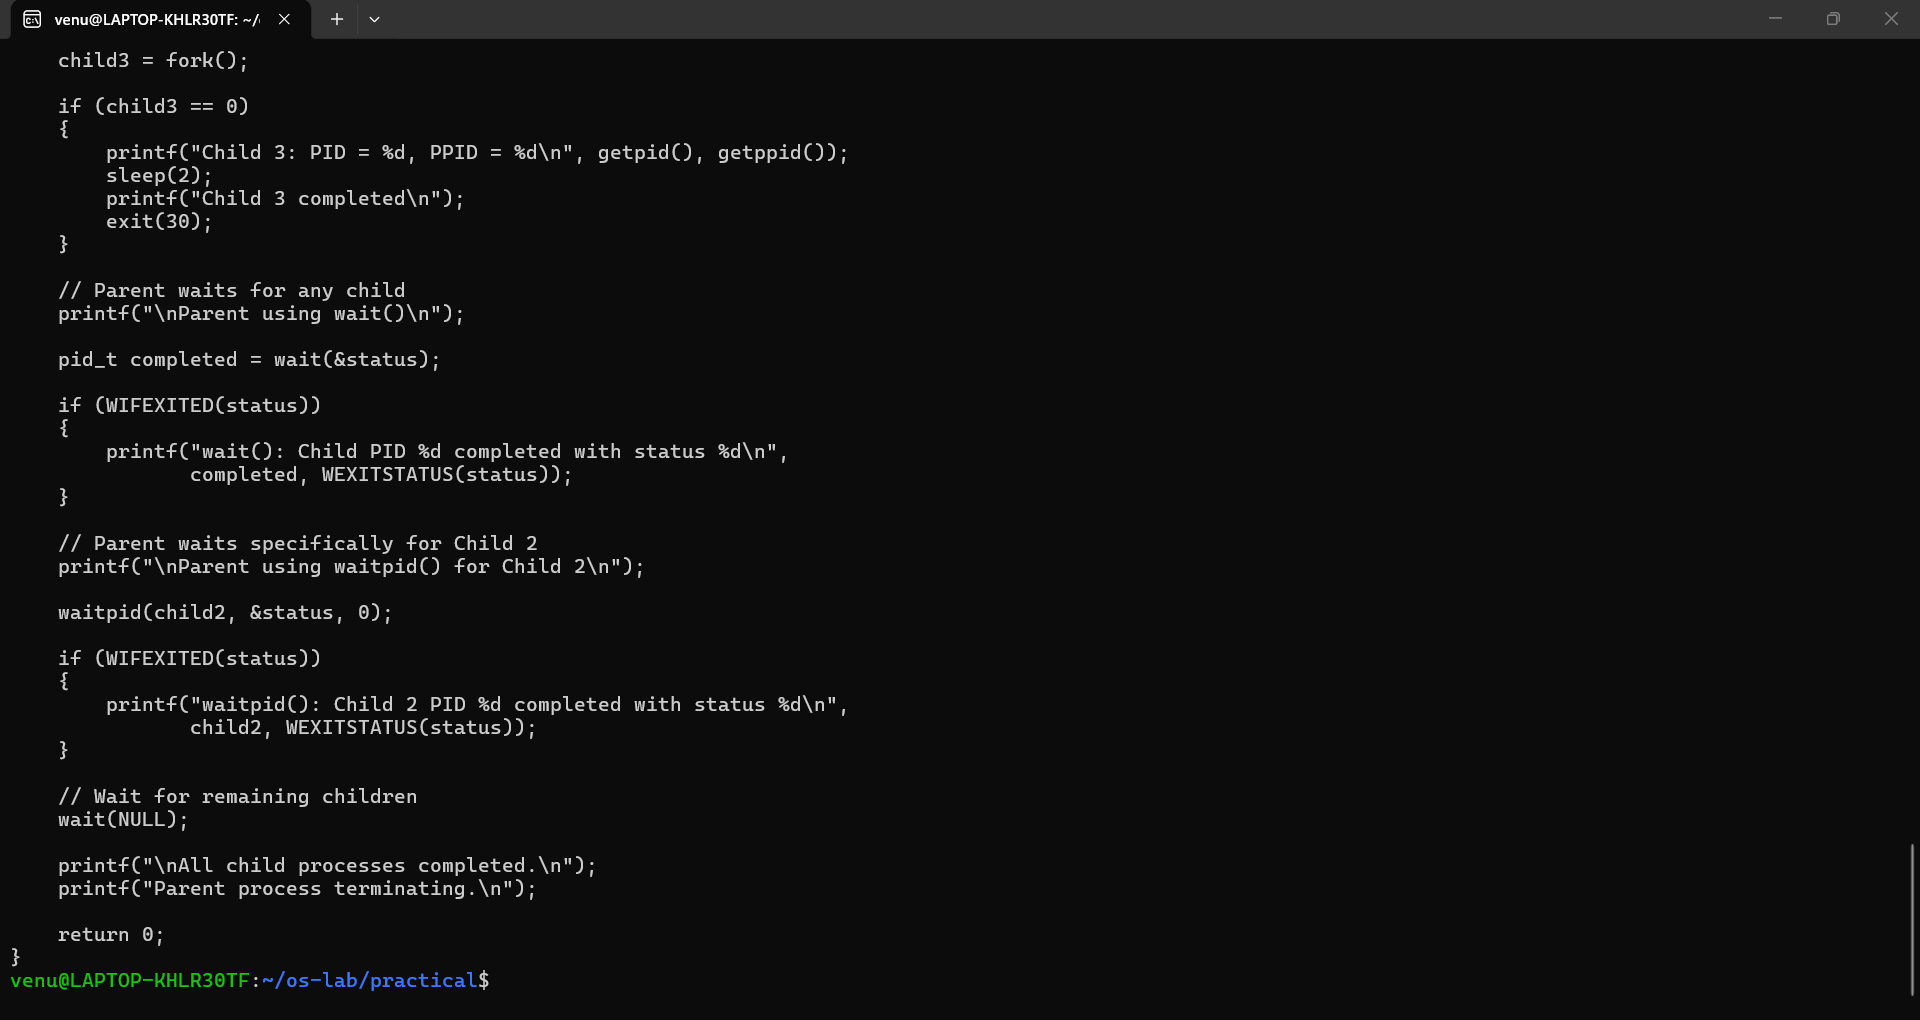 venu@LAPTOP-KHLR30TF: ~/
    child3 = fork();

    if (child3 == 0)
    {
        printf("Child 3: PID = %d, PPID = %d\n", getpid(), getppid());
        sleep(2);
        printf("Child 3 completed\n");
        exit(30);
    }

    // Parent waits for any child
    printf("\nParent using wait()\n");

    pid_t completed = wait(&status);

    if (WIFEXITED(status))
    {
        printf("wait(): Child PID %d completed with status %d\n",
               completed, WEXITSTATUS(status));
    }

    // Parent waits specifically for Child 2
    printf("\nParent using waitpid() for Child 2\n");

    waitpid(child2, &status, 0);

    if (WIFEXITED(status))
    {
        printf("waitpid(): Child 2 PID %d completed with status %d\n",
               child2, WEXITSTATUS(status));
    }

    // Wait for remaining children
    wait(NULL);

    printf("\nAll child processes completed.\n");
    printf("Parent process terminating.\n");

    return 0;
}
venu@LAPTOP-KHLR30TF:~/os-lab/practical$